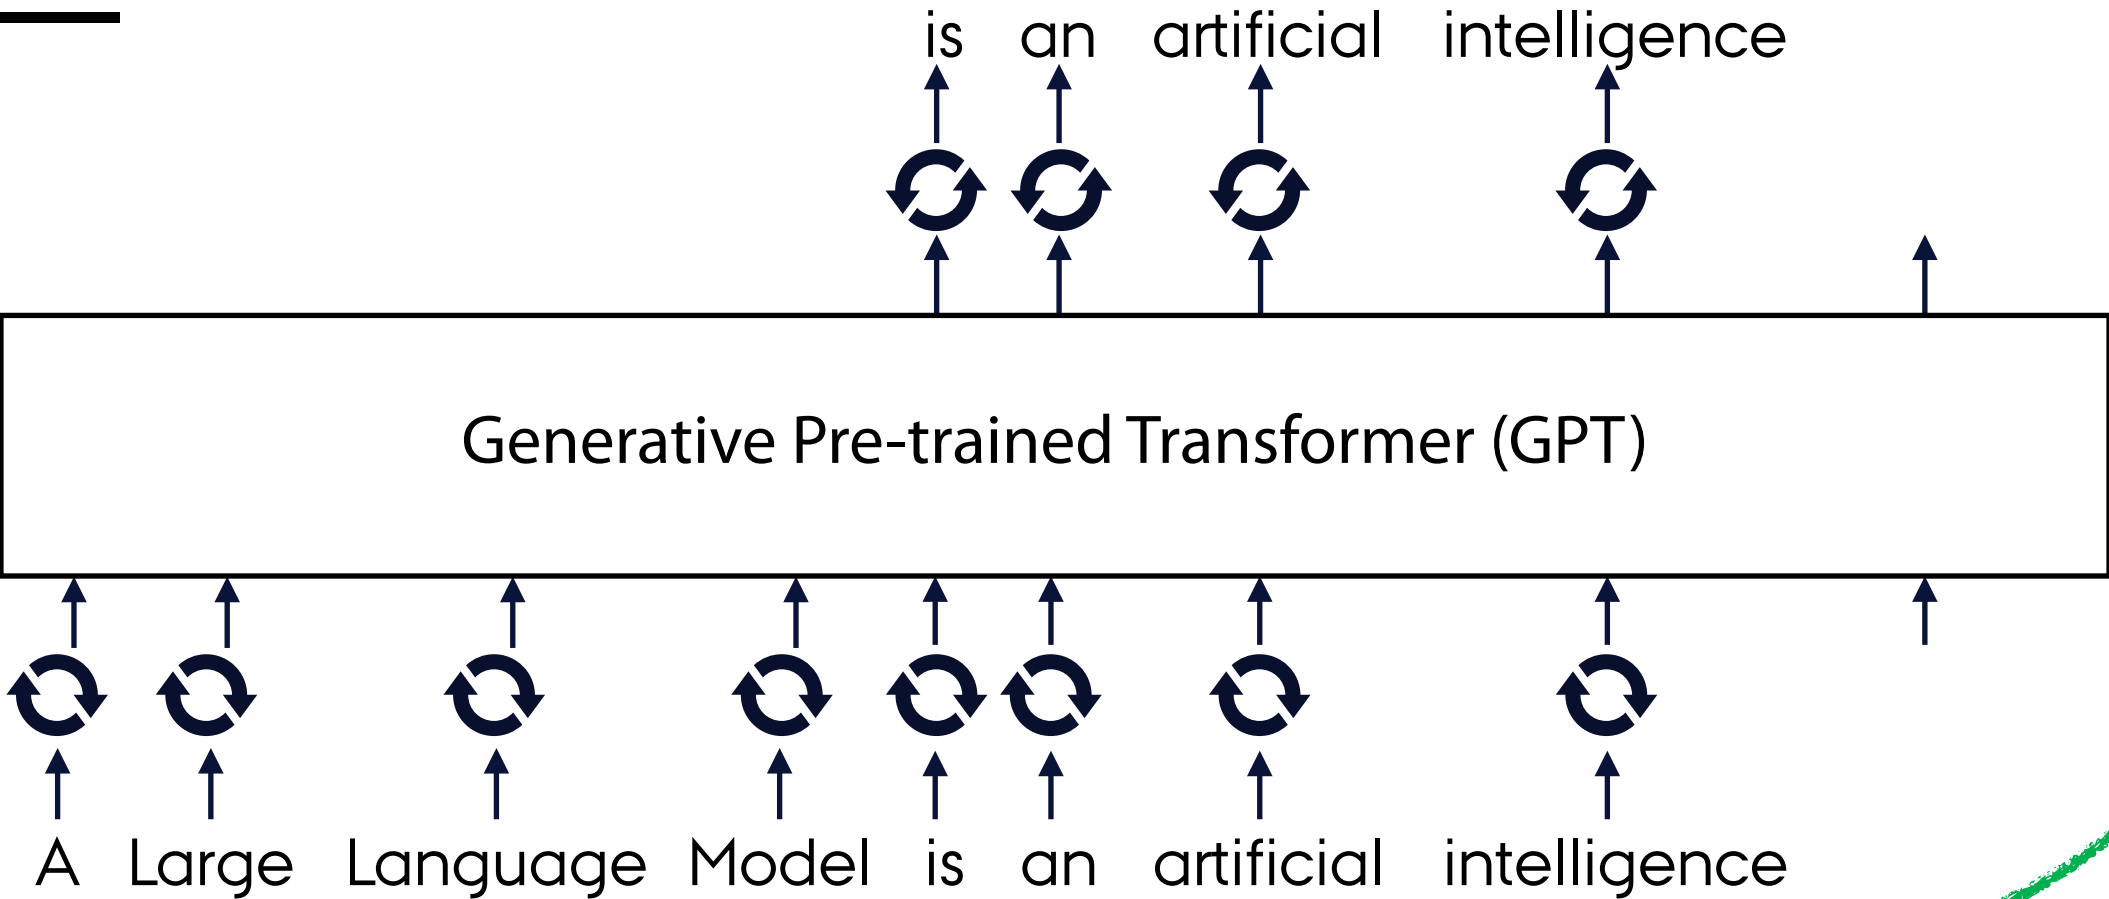 is an artificial intelligence
Generative Pre-trained Transformer (GPT)
A Large Language Model is an artificial intelligence